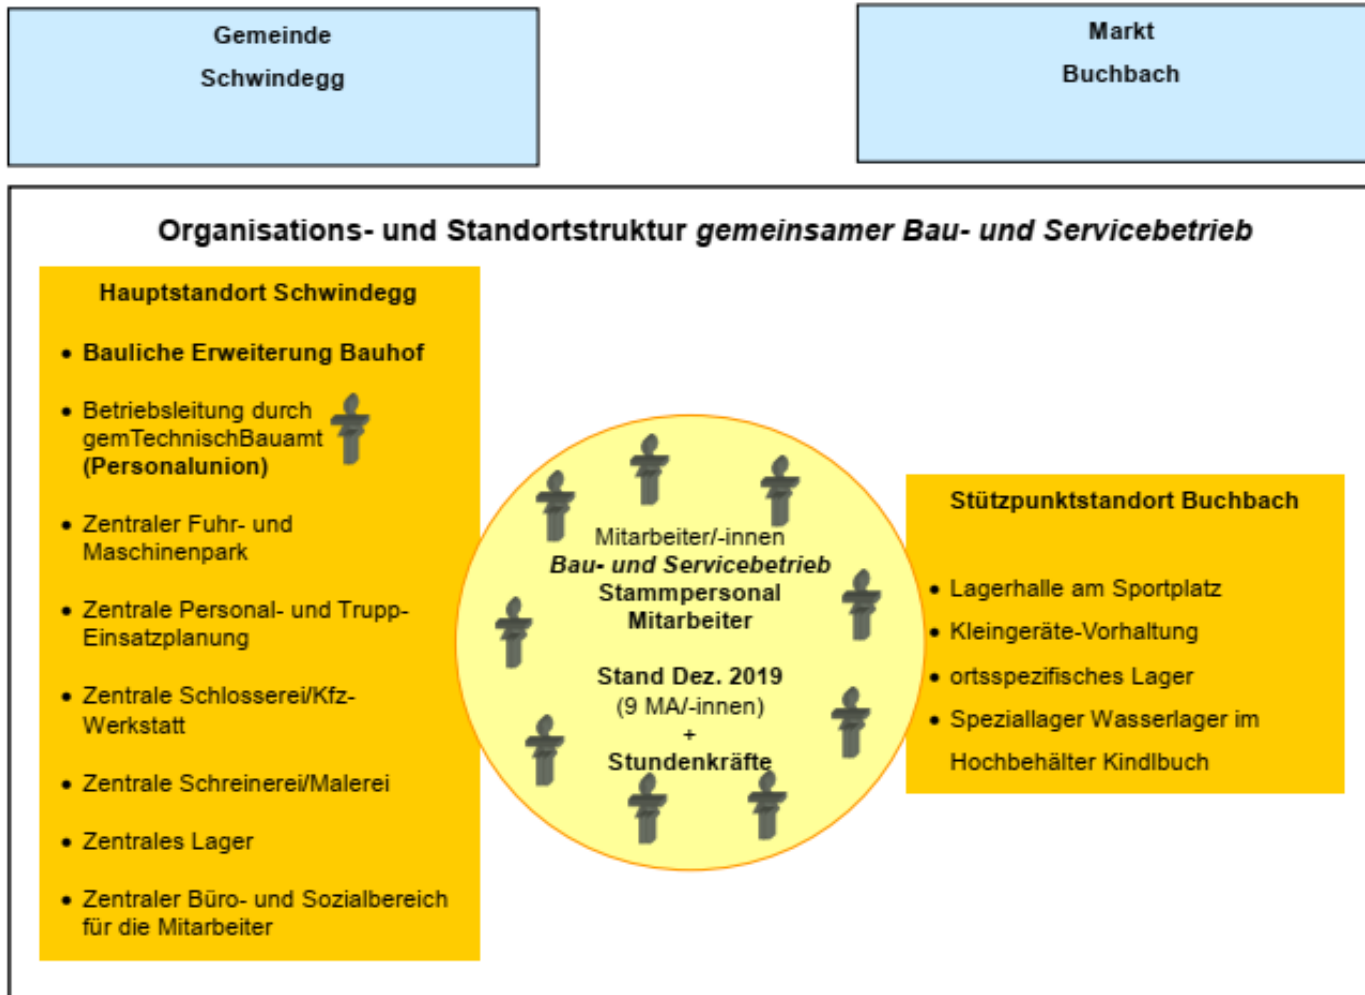 Gemeinde
Schwindegg
Markt
Buchbach
Organisations- und Standortstruktur gemeinsamer Bau- und Servicebetrieb
Hauptstandort Schwindegg
• Bauliche Erweiterung Bauhof
• Betriebsleitung durch
gemTechnischBauamt
(Personalunion)
• Zentraler Fuhr- und
Maschinenpark
• Zentrale Personal- und Trupp-
Einsatzplanung
• Zentrale Schlosserei/Kfz-
Werkstatt
• Zentrale Schreinerei/Malerei
• Zentrales Lager
• Zentraler Büro- und Sozialbereich
für die Mitarbeiter
Mitarbeiter/-innen
Bau- und Servicebetrieb
Stammpersonal
Mitarbeiter
Stand Dez. 2019
(9 MA/-innen)
+
Stundenkräfte
Stützpunktstandort Buchbach
• Lagerhalle am Sportplatz
• Kleingeräte-Vorhaltung
• ortsspezifisches Lager
• Speziallager Wasserlager im
Hochbehälter Kindlbuch